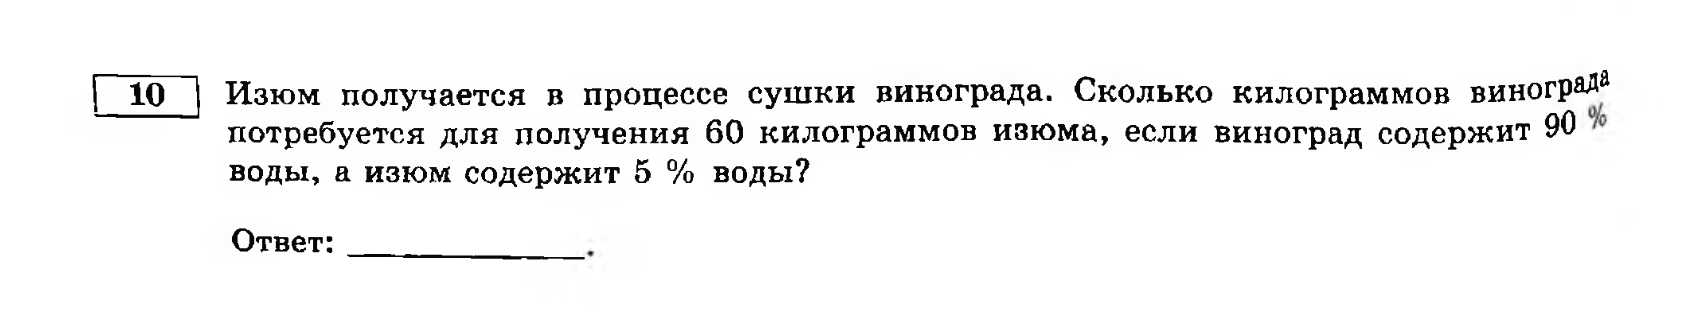 10 Изюм получается в процессе сушки винограда. Сколько килограммов винограда
потребуется для получения 60 килограммов изюма, если виноград содержит 90 %
воды, а изюм содержит 5 % воды?
Ответ: ______________.